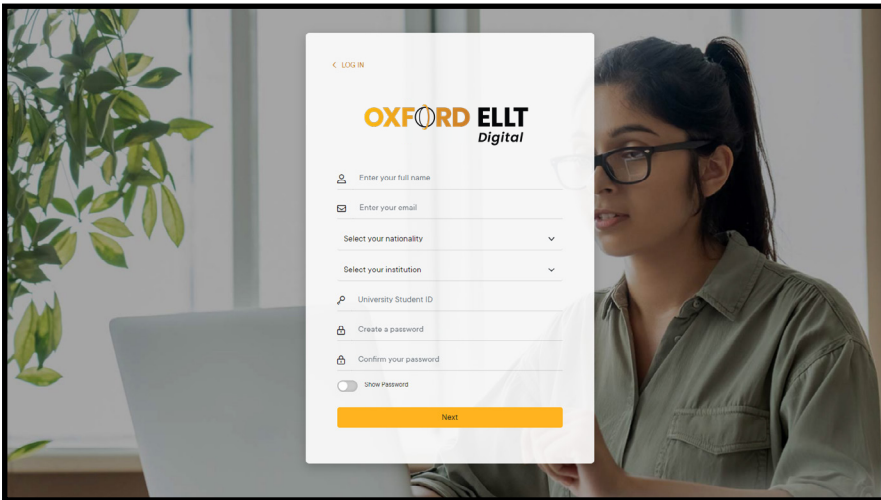 LOG IN
OXFORD ELLT
Digital
Enter your full name
Enter your email
Select your nationality
Select your institution
University Student ID
Create a password
Confirm your password
Show Password
Next